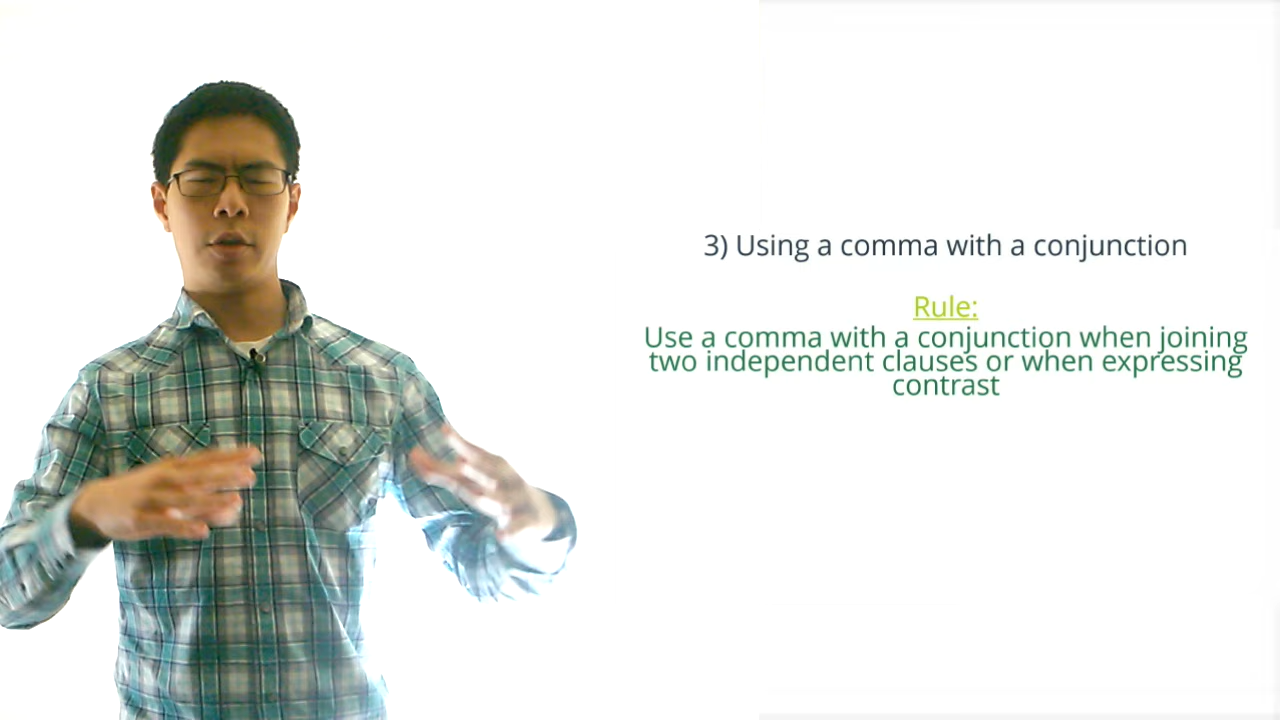 3) Using a comma with a conjunction
Rule:
Use a comma with a conjunction when joining
two independent clauses or when expressing
contrast